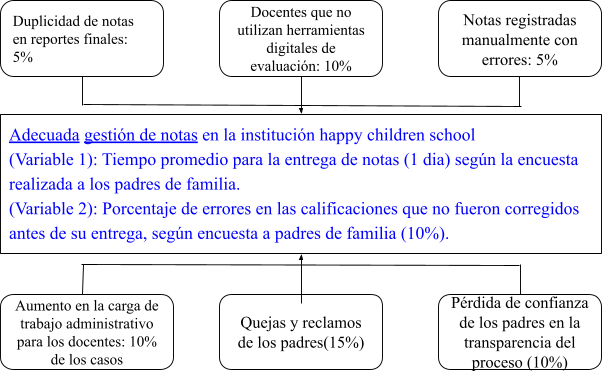 Duplicidad de notas
en reportes finales:
5%
Docentes que no
utilizan herramientas
digitales de
evaluación: 10%
Notas registradas
manualmente con
errores: 5%
Adecuada gestión de notas en la institución happy children school
(Variable 1): Tiempo promedio para la entrega de notas (1 dia) según la encuesta
realizada a los padres de familia.
(Variable 2): Porcentaje de errores en las calificaciones que no fueron corregidos
antes de su entrega, según encuesta a padres de familia (10%).
Aumento en la carga de
trabajo administrativo
para los docentes: 10%
de los casos
Quejas y reclamos
de los padres(15%)
Pérdida de confianza
de los padres en la
transparencia del
proceso (10%)